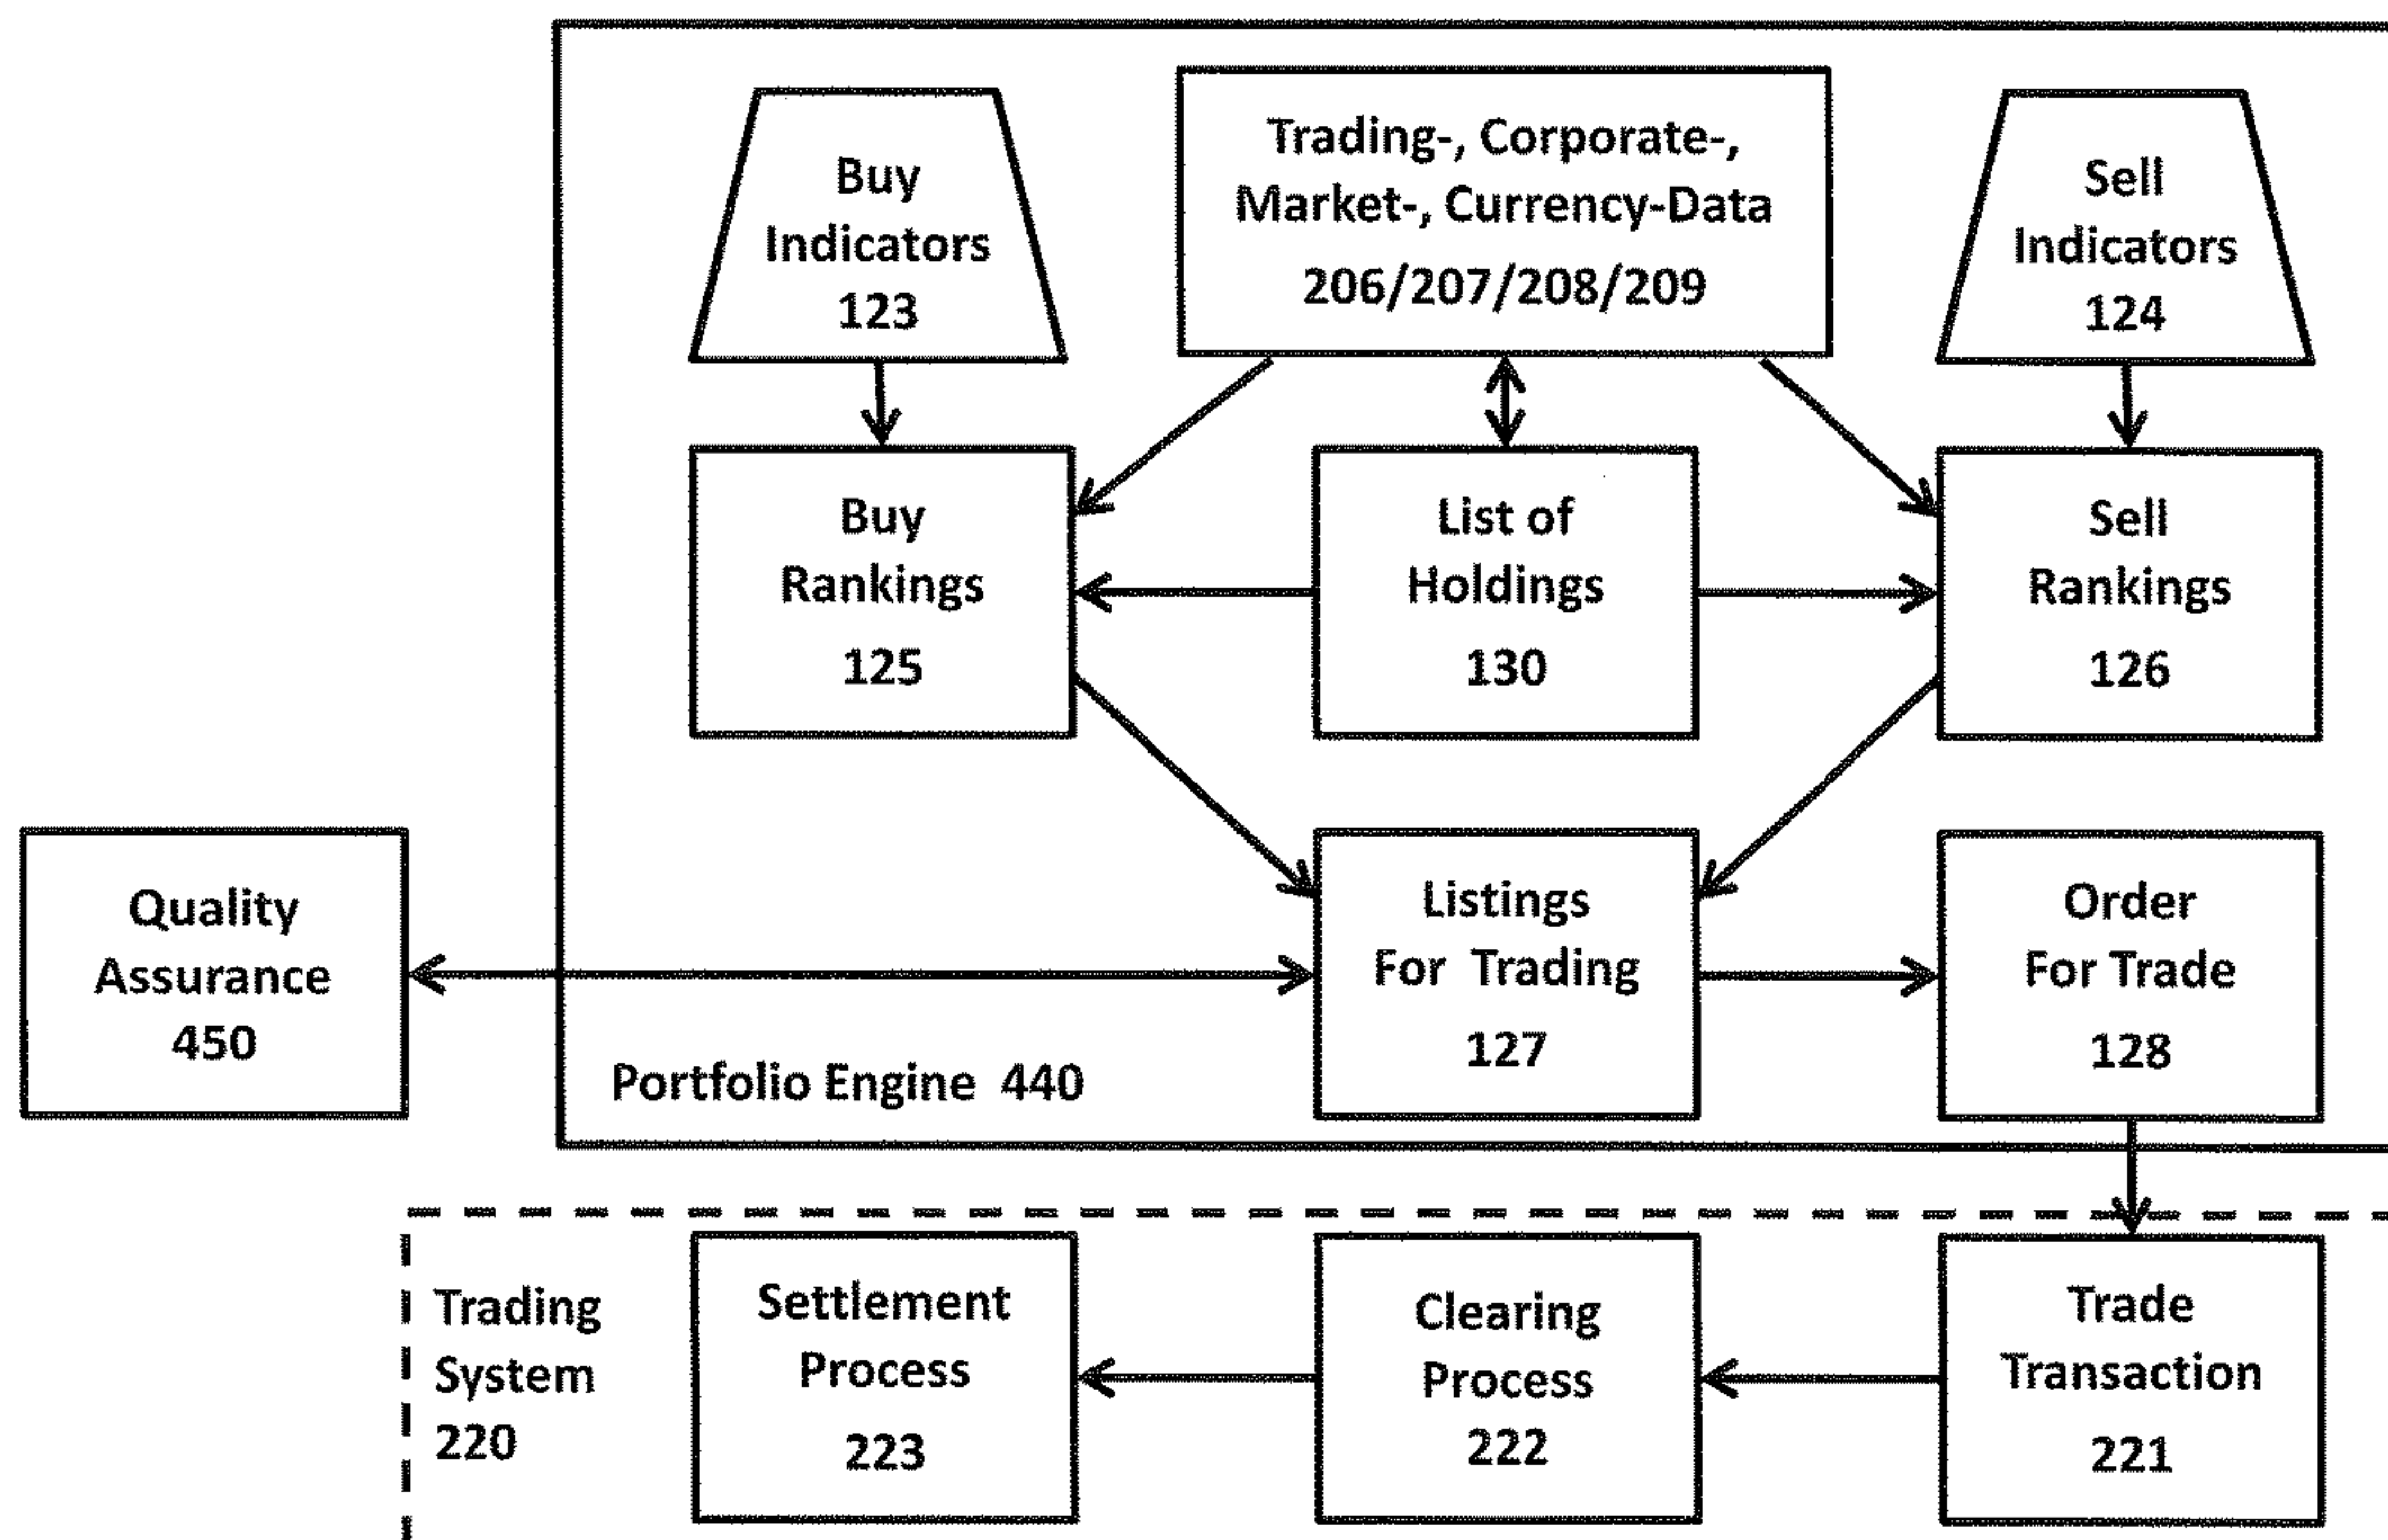 Buy
Indicators
123
Trading-, Corporate-,
Market-, Currency-Data
206/207/208/209
Sell
Indicators
124
Buy
Rankings
125
List of
Holdings
130
Sell
Rankings
126
Quality
Assurance
450
Listings
For Trading
127
Order
For Trade
128
Portfolio Engine 440
Trading
System
220
Settlement
Process
223
Clearing
Process
222
Trade
Transaction
221